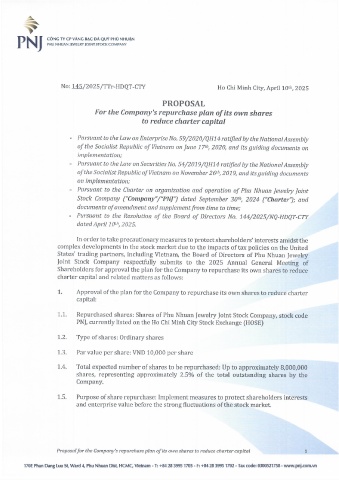 PNJ
CÔNG TY CP VÀNG BẠC ĐÁ QUÝ PHÚ NHUẬN
PHU NHUAN JEWELRY JOINT STOCK COMPANY
No: 145/2025/TTr-HDQT-CTY
Ho Chi Minh City, April 10th, 2025
PROPOSAL
For the Company's repurchase plan of its own shares
to reduce charter capital
- Pursuant to the Law on Enterprise No. 59/2020/QH14 ratified by the National Assembly
of the Socialist Republic of Vietnam on June 17th, 2020, and its guiding documents on
implementation;
- Pursuant to the Law on Securities No. 54/2019/QH14 ratified by the National Assembly
of the Socialist Republic of Vietnam on November 26th, 2019, and its guiding documents
on implementation;
- Pursuant to the Charter on organization and operation of Phu Nhuan Jewelry Joint
Stock Company ("Company"/"PNJ") dated September 30th, 2024 ("Charter"); and
documents of amendment and supplement from time to time;
- Pursuant to the Resolution of the Board of Directors No. 144/2025/NQ-HDQT-CTY
dated April 10th, 2025.
In order to take precautionary measures to protect shareholders' interests amidst the
complex developments in the stock market due to the impacts of tax policies on the United
States' trading partners, including Vietnam, the Board of Directors of Phu Nhuan Jewelry
Joint Stock Company respectfully submits to the 2025 Annual General Meeting of
Shareholders for approval the plan for the Company to repurchase its own shares to reduce
charter capital and related matters as follows:
1. Approval of the plan for the Company to repurchase its own shares to reduce charter
capital:
1.1. Repurchased shares: Shares of Phu Nhuan Jewelry Joint Stock Company, stock code
PNJ, currently listed on the Ho Chi Minh City Stock Exchange (HOSE)
1.2. Type of shares: Ordinary shares
1.3. Par value per share: VND 10,000 per share
1.4. Total expected number of shares to be repurchased: Up to approximately 8,000,000
shares, representing approximately 2.5% of the total outstanding shares by the
Company.
1.5. Purpose of share repurchase: Implement measures to protect shareholders interests
and enterprise value before the strong fluctuations of the stock market.
Proposal for the Company's repurchase plan of its own shares to reduce charter capital
1
170E Phan Dang Luu St, Ward 4, Phu Nhuan Dist, HCMC, Vietnam - T: +84 28 3995 1703 - F: +84 28 3995 1702 - Tax code: 0300521758 - www.pnj.com.vn